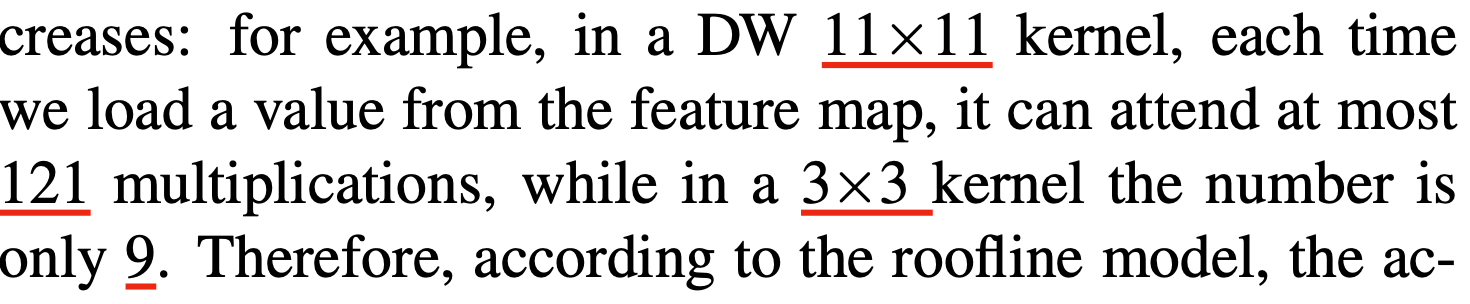 creases: for example, in a DW 11×11 kernel, each time
we load a value from the feature map, it can attend at most
121 multiplications, while in a 3×3 kernel the number is
only 9. Therefore, according to the roofline model, the ac-